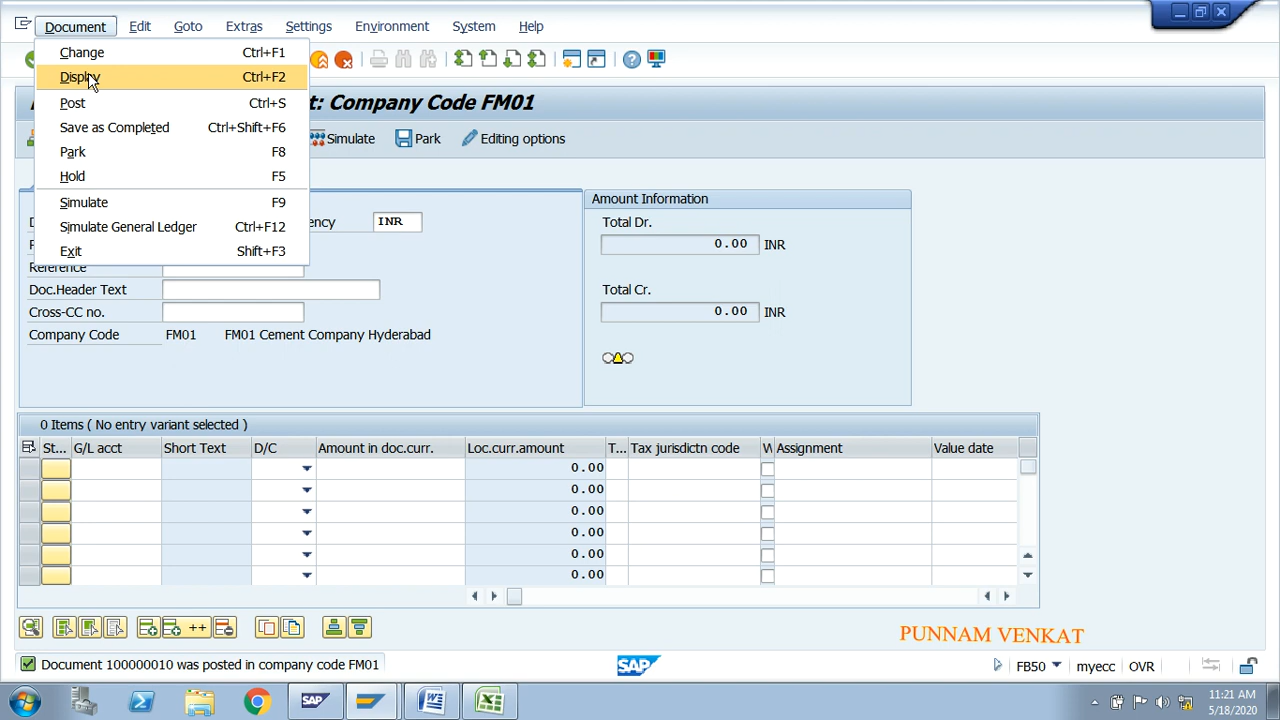 Document Edit Goto Extras Settings Environment System Help
Change Ctrl+F1
Display Ctrl+F2
Post Ctrl+S
Save as Completed Ctrl+Shift+F6
Park F8
Hold F5
Simulate F9
Simulate General Ledger Ctrl+F12
Exit Shift+F3
: Company Code FM01
Simulate Park Editing options
INR
Reference
Doc.Header Text
Cross-CC no.
Company Code FM01 FM01 Cement Company Hyderabad
Amount Information
Total Dr.
0.00 INR
Total Cr.
0.00 INR
0 Items ( No entry variant selected )
St... G/L acct Short Text D/C Amount in doc.curr. Loc.curr.amount T... Tax jurisdictn code W Assignment Value date
0.00
0.00
0.00
0.00
0.00
0.00
PUNNAM VENKAT
Document 100000010 was posted in company code FM01 SAP FB50 myecc OVR
SAP
11:21 AM
5/18/2020